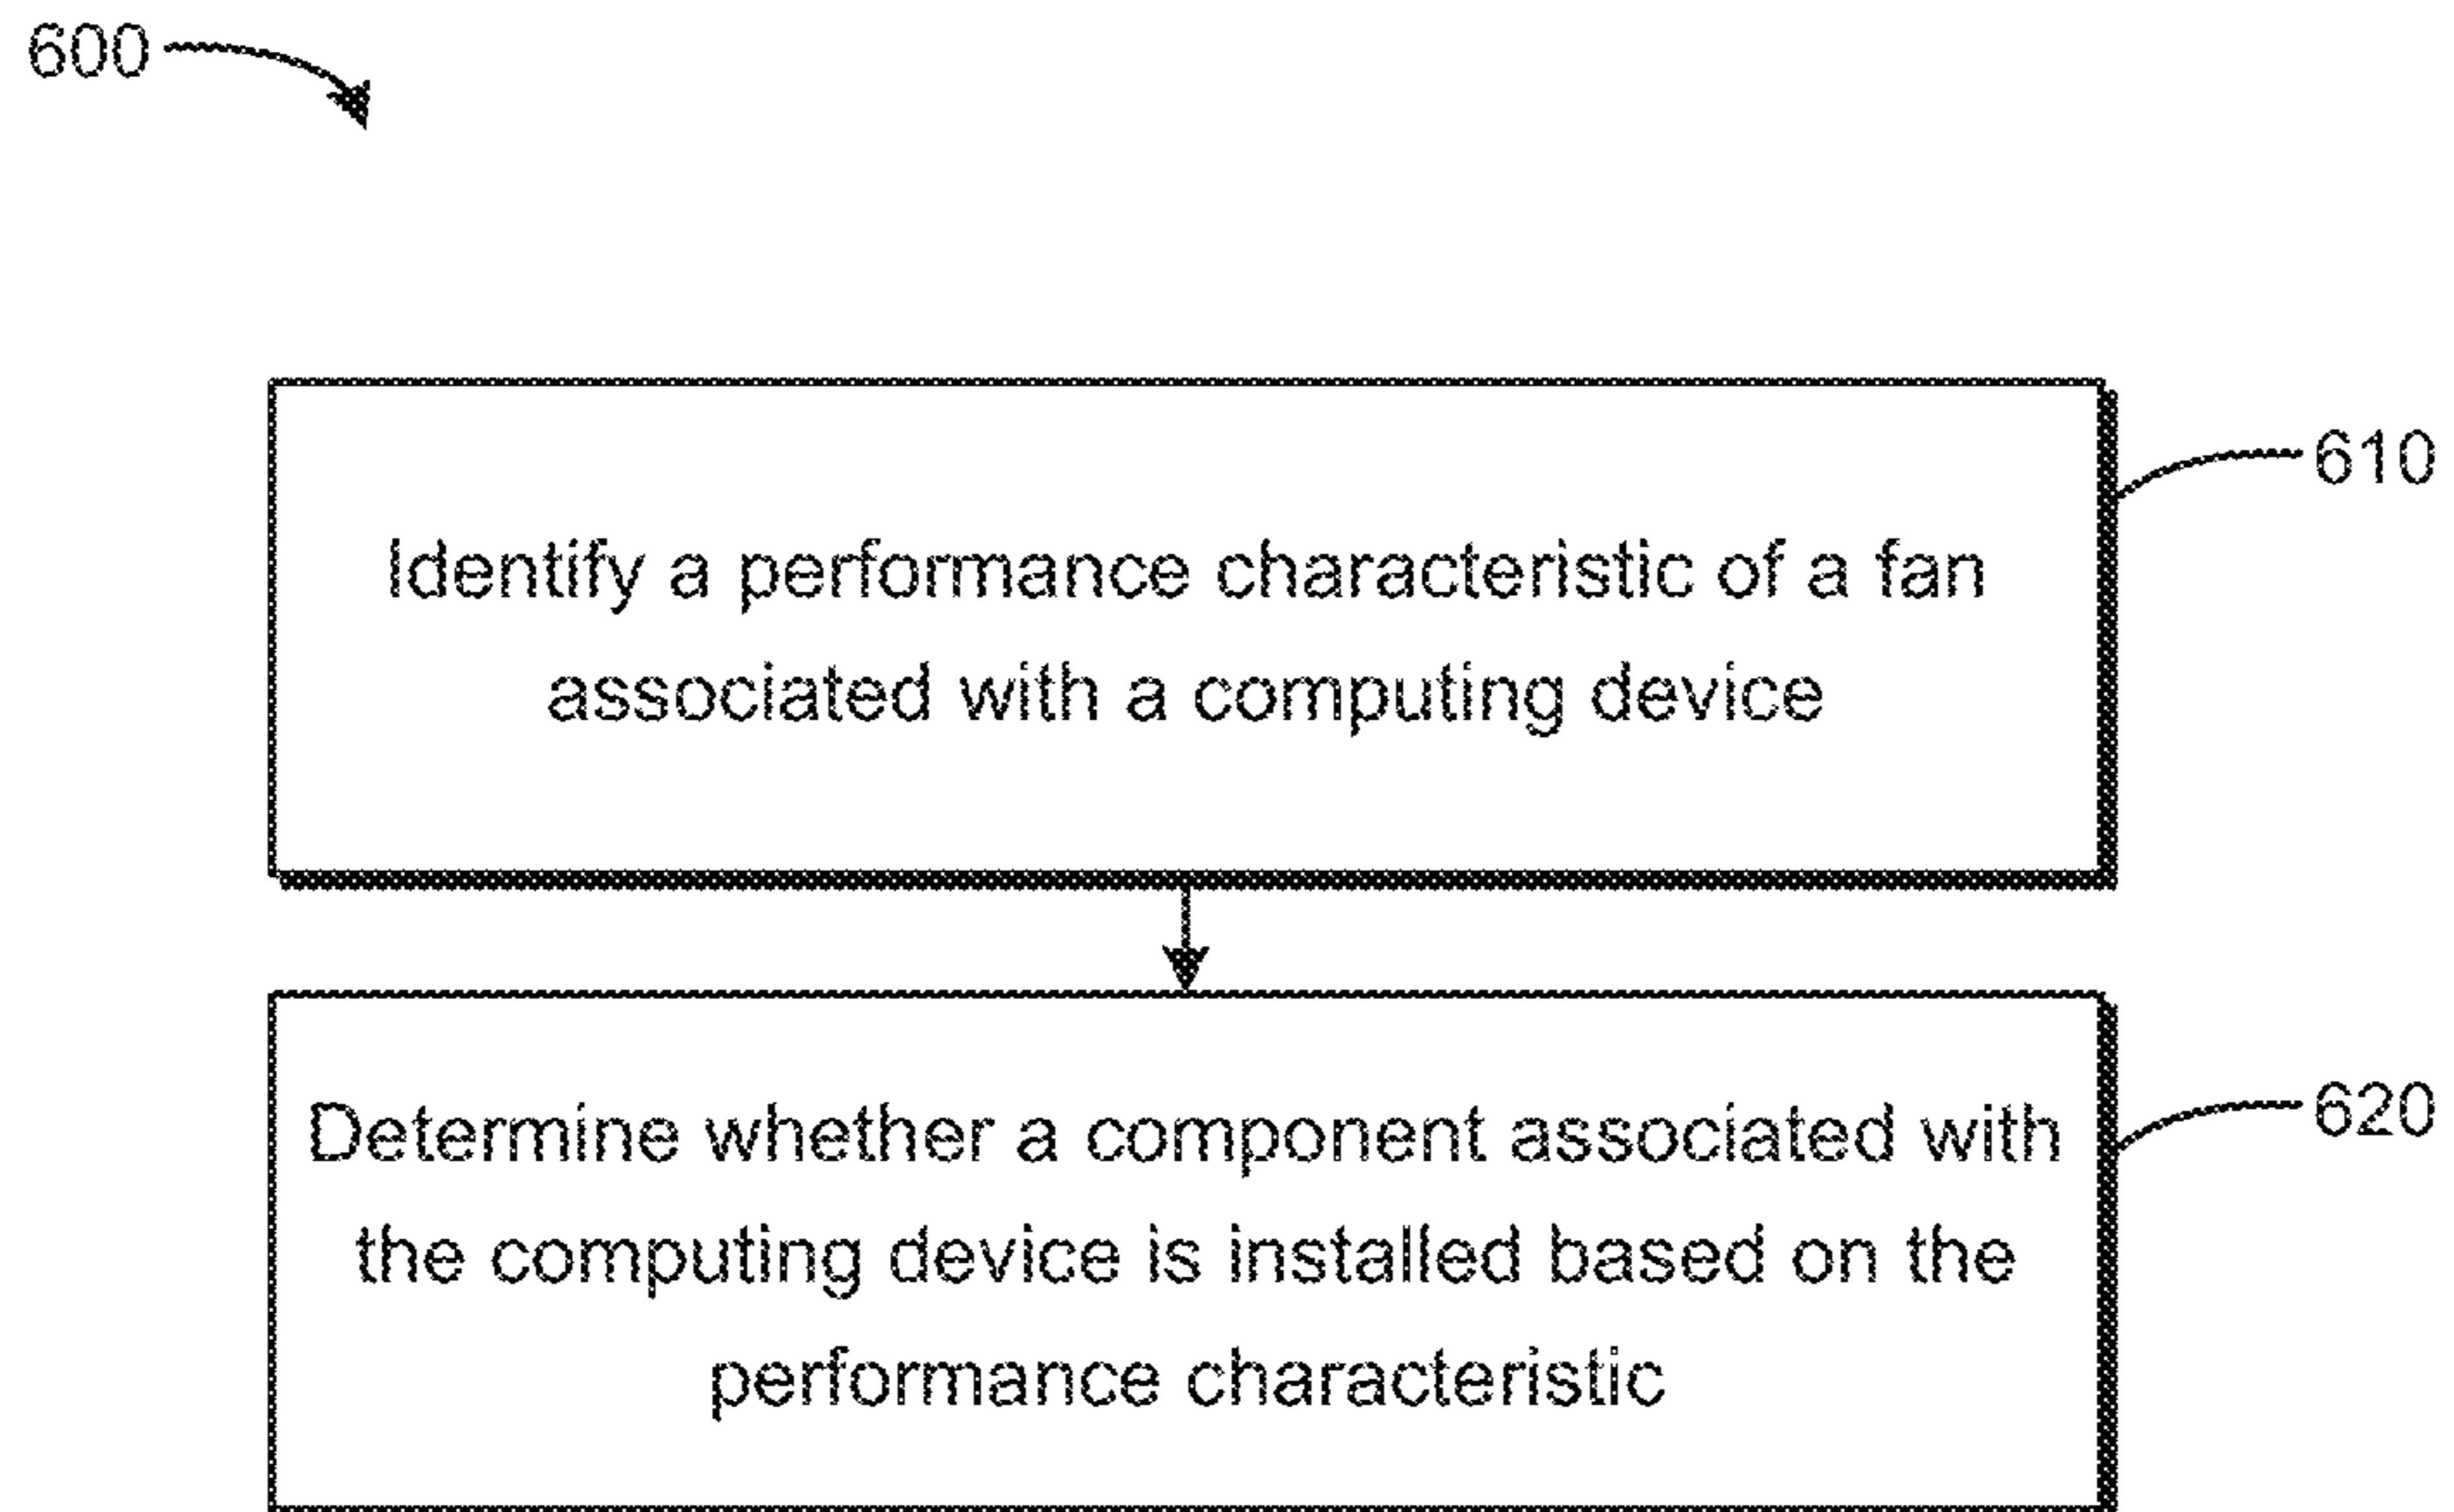 600
610
Identify a performance characteristic of a fan
associated with a computing device
620
Determine whether a component associated with
the computing device is installed based on the
performance characteristic